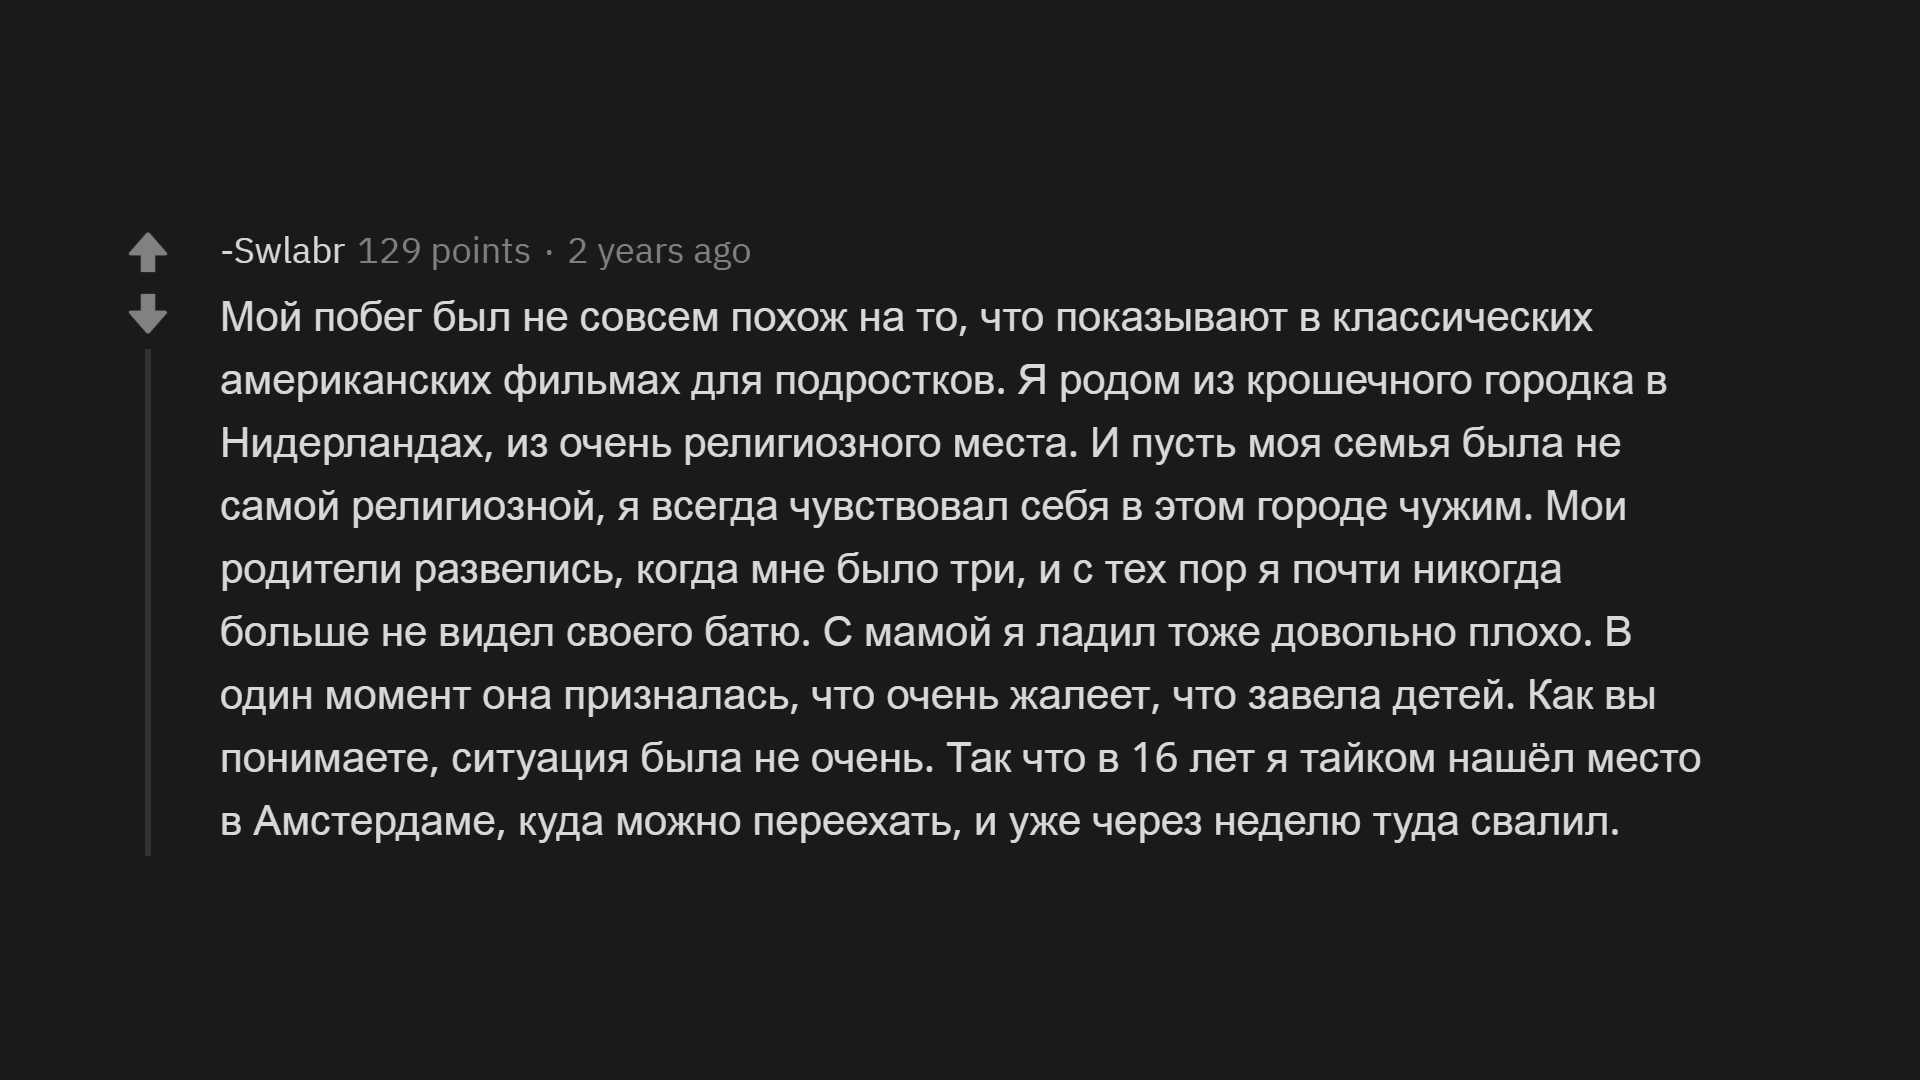 -Swlabr 129 points · 2 years ago
Мой побег был не совсем похож на то, что показывают в классических
американских фильмах для подростков. Я родом из крошечного городка в
Нидерландах, из очень религиозного места. И пусть моя семья была не
самой религиозной, я всегда чувствовал себя в этом городе чужим. Мои
родители развелись, когда мне было три, и с тех пор я почти никогда
больше не видел своего батю. С мамой я ладил тоже довольно плохо. В
один момент она призналась, что очень жалеет, что завела детей. Как вы
понимаете, ситуация была не очень. Так что в 16 лет я тайком нашёл место
в Амстердаме, куда можно переехать, и уже через неделю туда свалил.